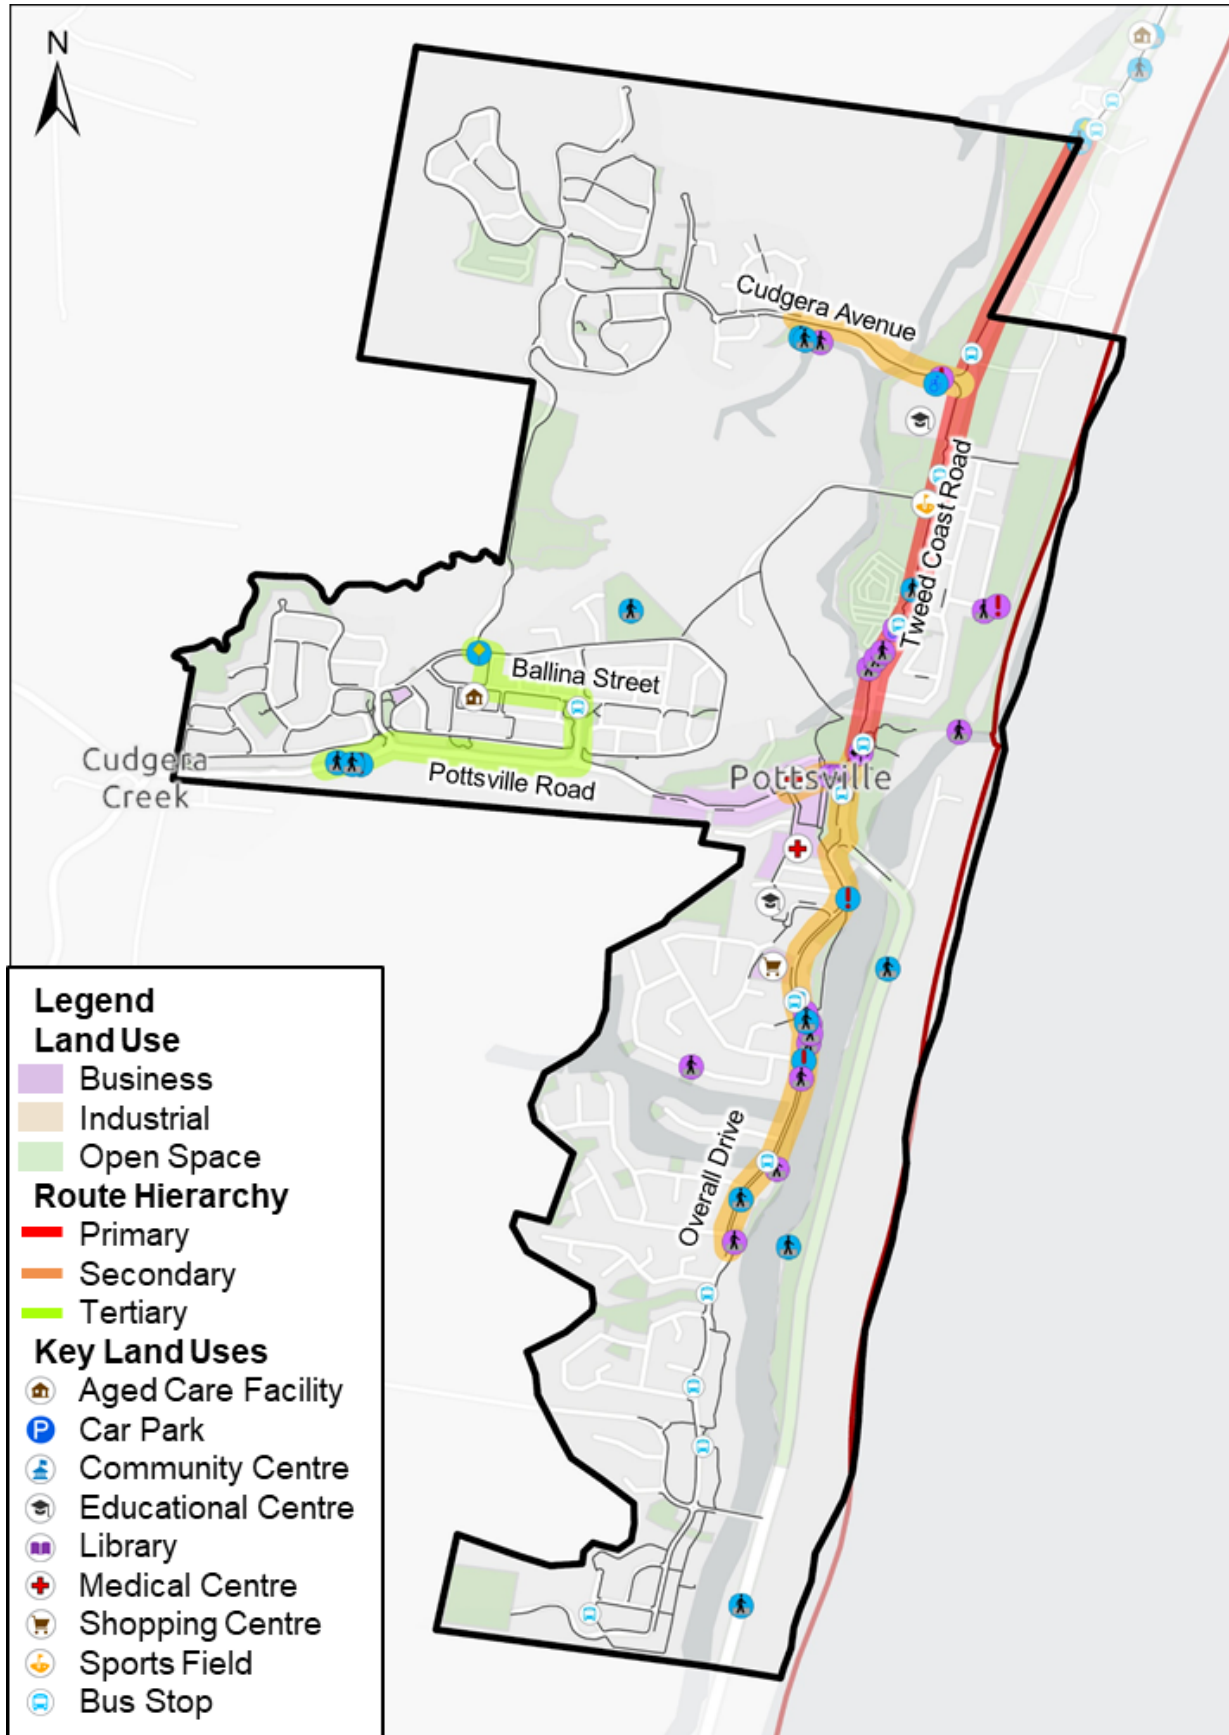 N
Cudgera Avenue
Tweed Coast Road
Ballina Street
Cudgera
Creek
Pottsville Road
Pottsville
Overall Drive
Legend
Land Use
Business
Industrial
Open Space
Route Hierarchy
Primary
Secondary
Tertiary
Key Land Uses
Aged Care Facility
P Car Park
Community Centre
Educational Centre
Library
Medical Centre
Shopping Centre
Sports Field
Bus Stop